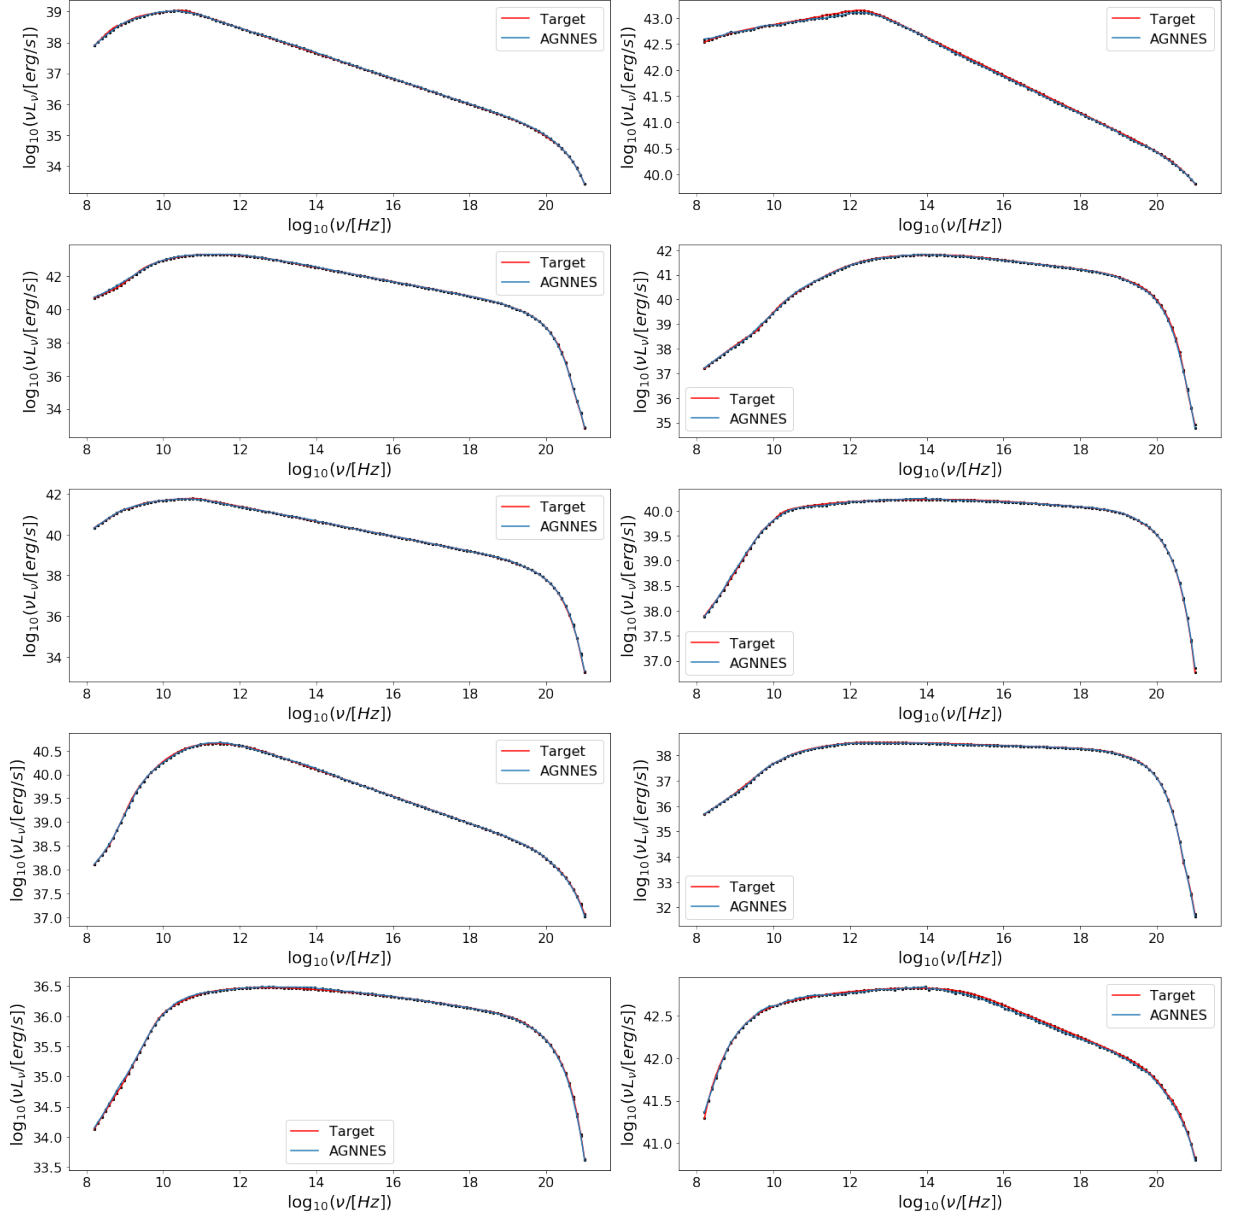 log₁₀(νLᵥ/[erg/s])
39
38
37
36
35
34
Target
AGNNES
8 10 12 14 16 18 20
log₁₀(ν/[Hz])
log₁₀(νLᵥ/[erg/s])
43.0
42.5
42.0
41.5
41.0
40.5
40.0
Target
AGNNES
8 10 12 14 16 18 20
log₁₀(ν/[Hz])
log₁₀(νLᵥ/[erg/s])
42
40
38
36
34
Target
AGNNES
8 10 12 14 16 18 20
log₁₀(ν/[Hz])
log₁₀(νLᵥ/[erg/s])
42
41
40
39
38
37
36
35
Target
AGNNES
8 10 12 14 16 18 20
log₁₀(ν/[Hz])
log₁₀(νLᵥ/[erg/s])
42
40
38
36
34
Target
AGNNES
8 10 12 14 16 18 20
log₁₀(ν/[Hz])
log₁₀(νLᵥ/[erg/s])
40.0
39.5
39.0
38.5
38.0
37.5
37.0
Target
AGNNES
8 10 12 14 16 18 20
log₁₀(ν/[Hz])
log₁₀(νLᵥ/[erg/s])
40.5
40.0
39.5
39.0
38.5
38.0
37.5
37.0
Target
AGNNES
8 10 12 14 16 18 20
log₁₀(ν/[Hz])
log₁₀(νLᵥ/[erg/s])
38
37
36
35
34
33
32
Target
AGNNES
8 10 12 14 16 18 20
log₁₀(ν/[Hz])
log₁₀(νLᵥ/[erg/s])
36.5
36.0
35.5
35.0
34.5
34.0
33.5
Target
AGNNES
8 10 12 14 16 18 20
log₁₀(ν/[Hz])
log₁₀(νLᵥ/[erg/s])
42.5
42.0
41.5
41.0
Target
AGNNES
8 10 12 14 16 18 20
log₁₀(ν/[Hz])